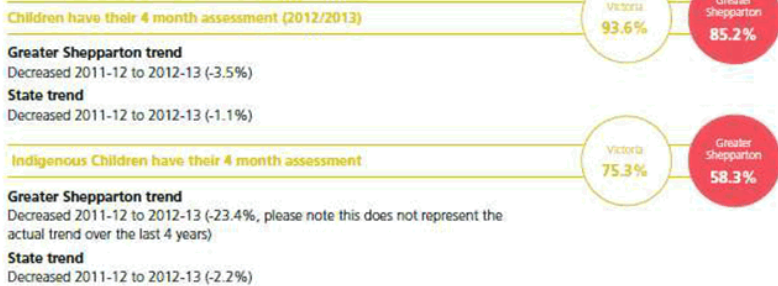 Children have their 4 month assessment (2012/2013)
Victoria
93.6%
Greater
Shepparton
85.2%
Greater Shepparton trend
Decreased 2011-12 to 2012-13 (-3.5%)
State trend
Decreased 2011-12 to 2012-13 (-1.1%)
Indigenous Children have their 4 month assessment
Victoria
75.3%
Greater
Shepparton
58.3%
Greater Shepparton trend
Decreased 2011-12 to 2012-13 (-23.4%, please note this does not represent the
actual trend over the last 4 years)
State trend
Decreased 2011-12 to 2012-13 (-2.2%)